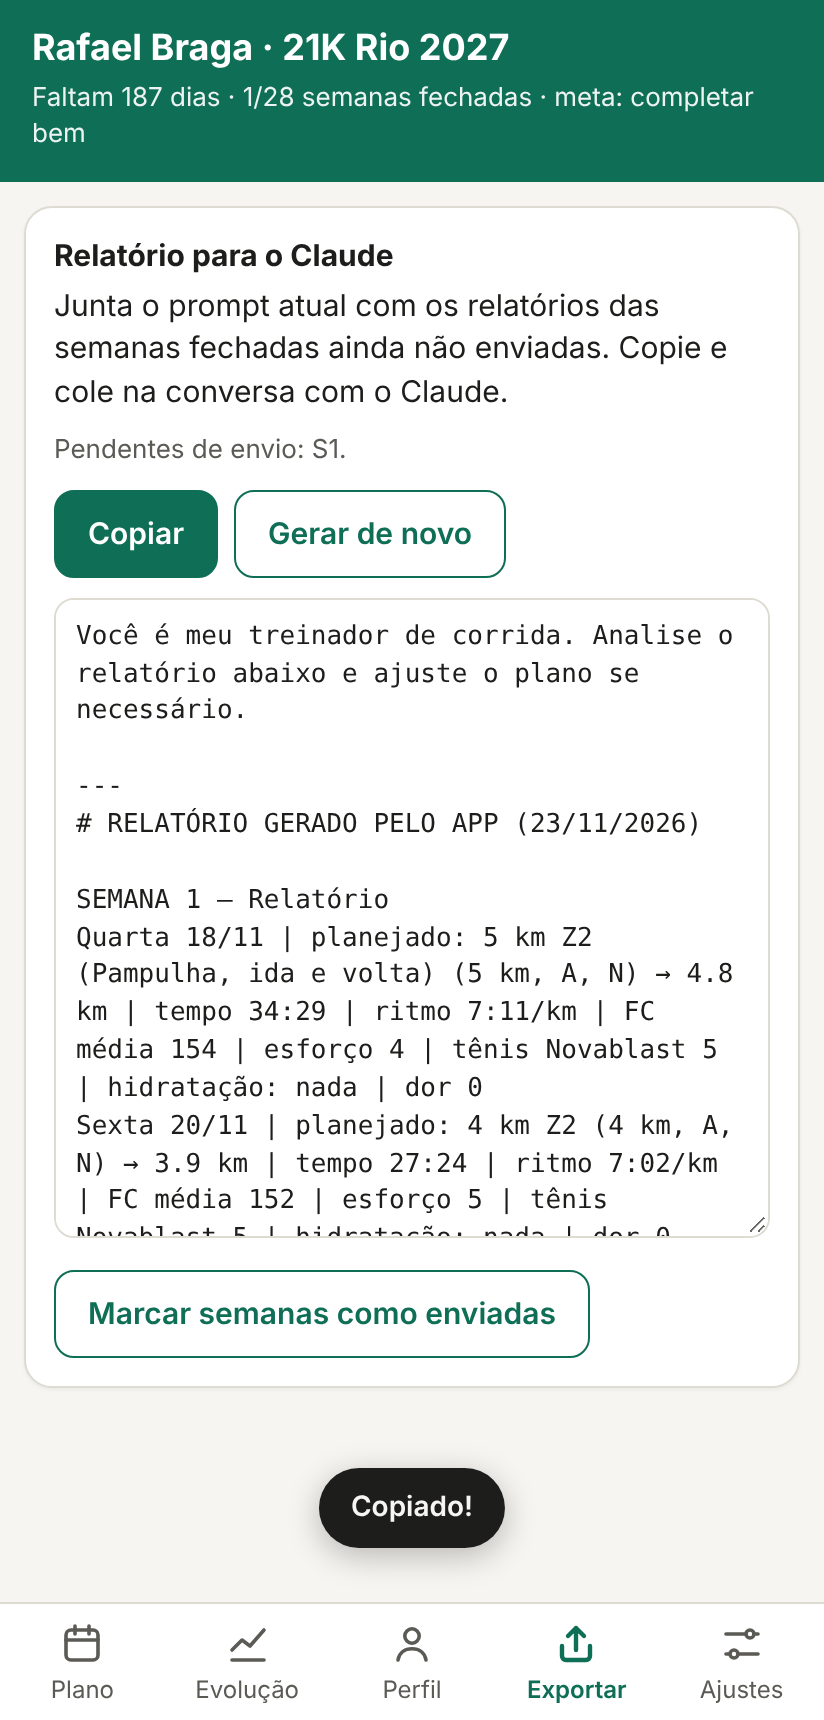 Rafael Braga · 21K Rio 2027
Faltam 187 dias · 1/28 semanas fechadas · meta: completar
bem
Relatório para o Claude
Junta o prompt atual com os relatórios das
semanas fechadas ainda não enviadas. Copie e
cole na conversa com o Claude.
Pendentes de envio: S1.
Copiar
Gerar de novo
Você é meu treinador de corrida. Analise o
relatório abaixo e ajuste o plano se
necessário.
---
# RELATÓRIO GERADO PELO APP (23/11/2026)
SEMANA 1 — Relatório
Quarta 18/11 | planejado: 5 km Z2
(Pampulha, ida e volta) (5 km, A, N) → 4.8
km | tempo 34:29 | ritmo 7:11/km | FC
média 154 | esforço 4 | tênis Novablast 5
| hidratação: nada | dor 0
Sexta 20/11 | planejado: 4 km Z2 (4 km, A,
N) → 3.9 km | tempo 27:24 | ritmo 7:02/km
| FC média 152 | esforço 5 | tênis
Novablast 5 | hidratação: nada | dor 0
Marcar semanas como enviadas
Copiado!
Plano
Evolução
Perfil
Exportar
Ajustes